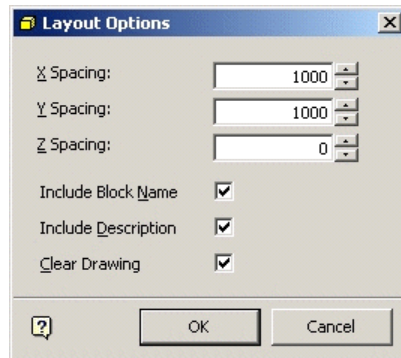 Layout Options
X Spacing: 1000
Y Spacing: 1000
Z Spacing: 0
Include Block Name
Include Description
Clear Drawing
? OK Cancel